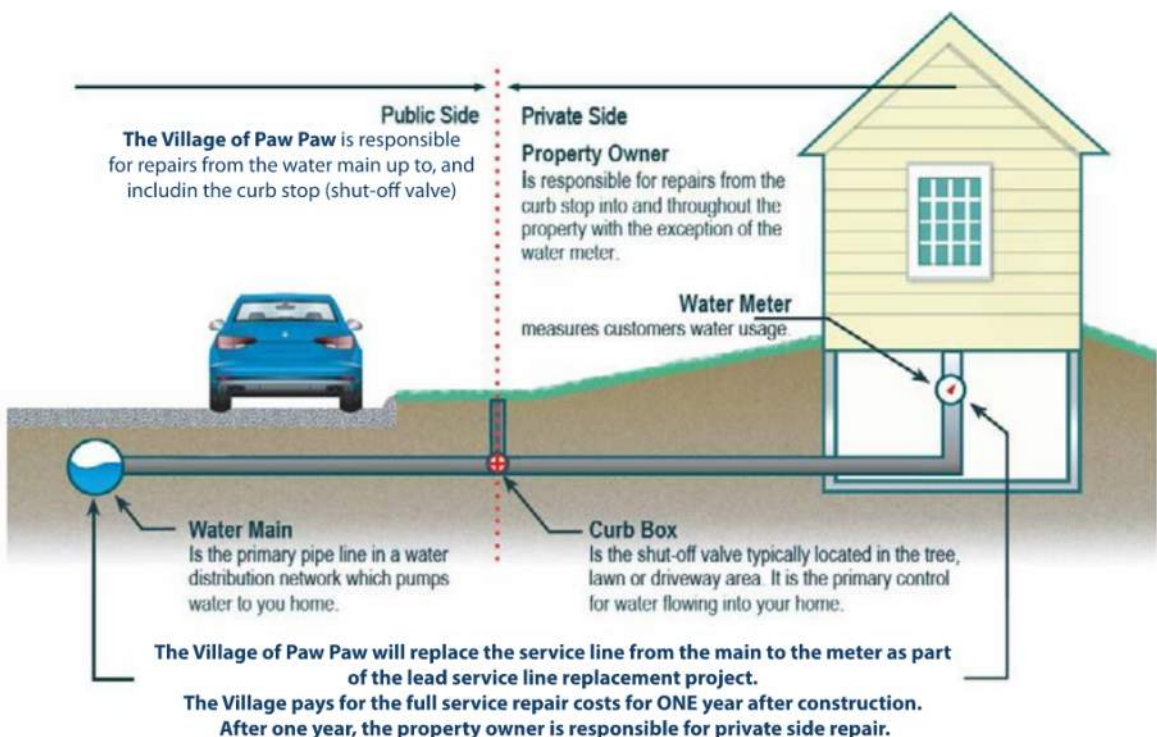 Public Side
The Village of Paw Paw is responsible
for repairs from the water main up to, and
includin the curb stop (shut-off valve)
Private Side
Property Owner
Is responsible for repairs from the
curb stop into and throughout the
property with the exception of the
water meter.
Water Meter
measures customers water usage.
Water Main
Is the primary pipe line in a water
distribution network which pumps
water to you home.
Curb Box
Is the shut-off valve typically located in the tree,
lawn or driveway area. It is the primary control
for water flowing into your home.
The Village of Paw Paw will replace the service line from the main to the meter as part
of the lead service line replacement project.
The Village pays for the full service repair costs for ONE year after construction.
After one year, the property owner is responsible for private side repair.